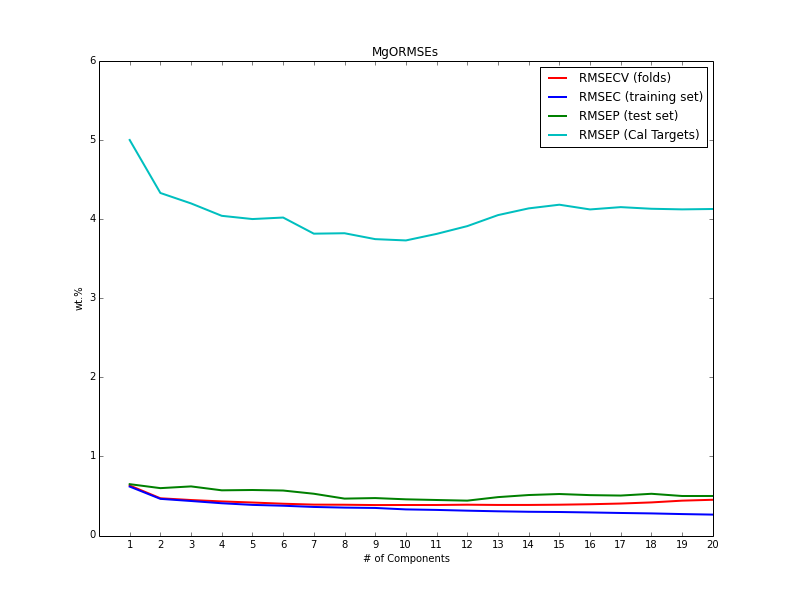 MgORMSEs
6
5
4
3
2
1
0
wt.%
RMSECV (folds)
RMSEC (training set)
RMSEP (test set)
RMSEP (Cal Targets)
1 2 3 4 5 6 7 8 9 10 11 12 13 14 15 16 17 18 19 20
# of Components